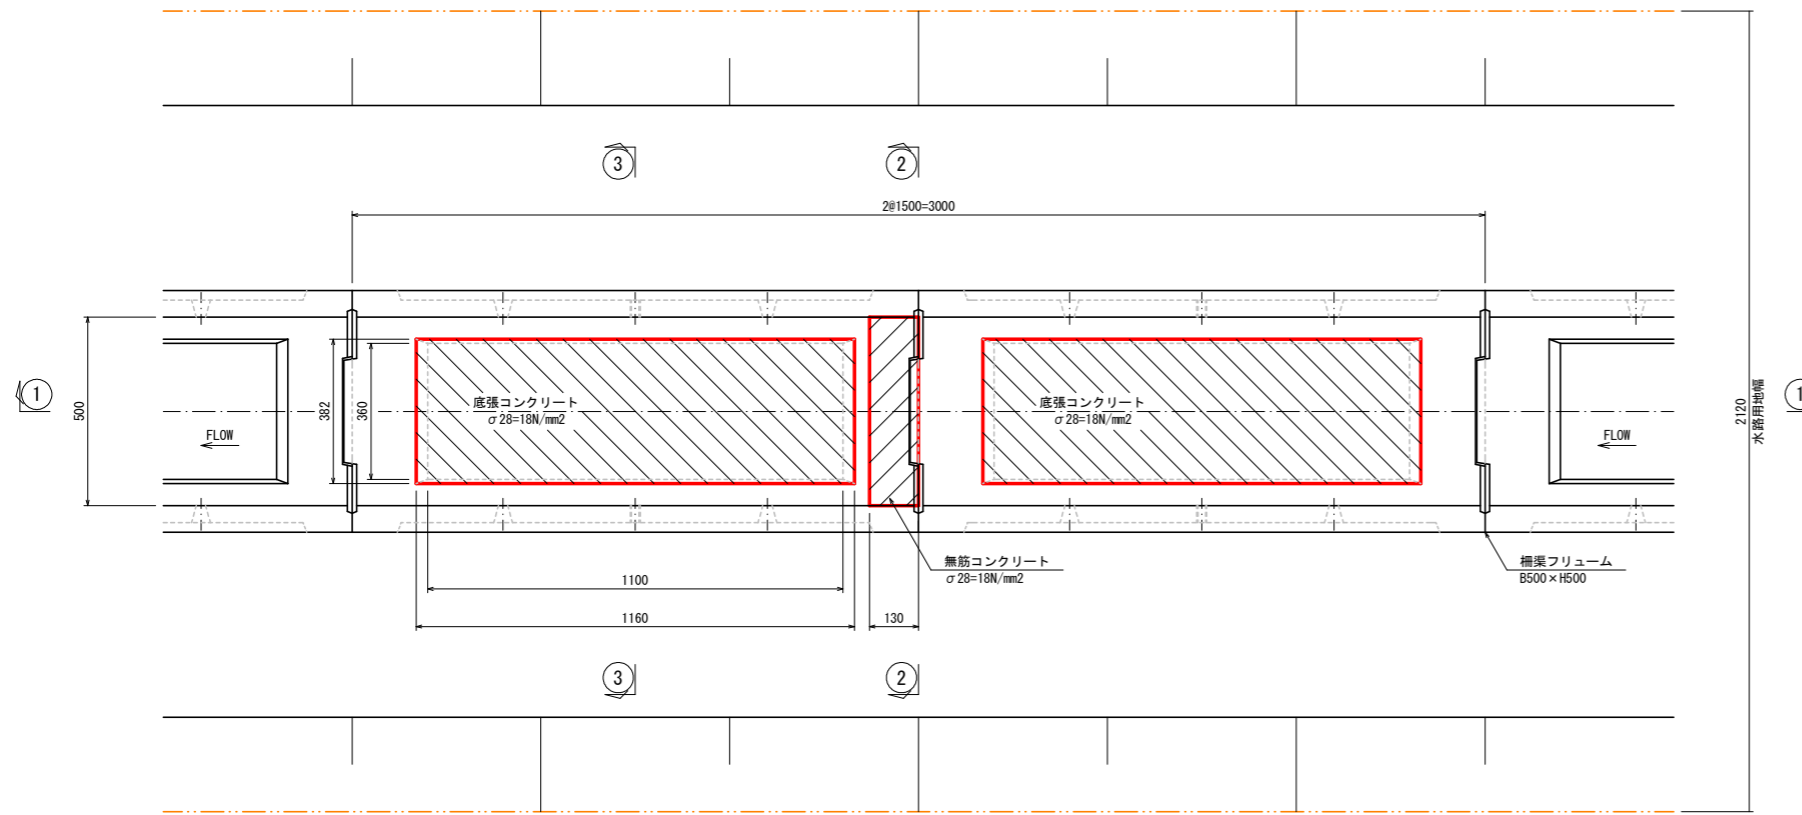 3
2
2@1500=3000
1
500
382
360
底張コンクリート
σ28=18N/mm2
底張コンクリート
σ28=18N/mm2
2120
水路用地幅
1
FLOW
FLOW
無筋コンクリート
σ28=18N/mm2
柵渠フリューム
B500×H500
1100
1160
130
3
2